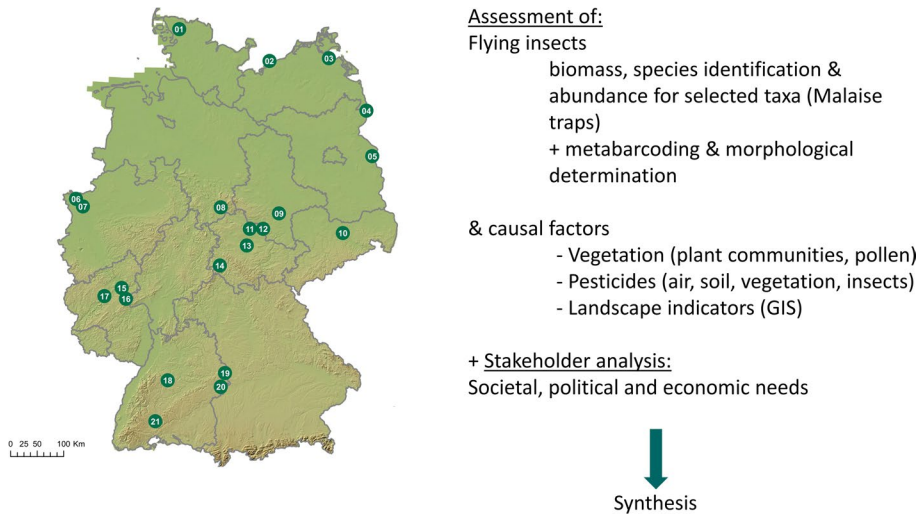 01
02
03
04
05
06
07
08
09
10
11 12
13
14
15
16
17
18
19
20
21
0 25 50 100 Km
Assessment of:
Flying insects
biomass, species identification &
abundance for selected taxa (Malaise
traps)
+ metabarcoding & morphological
determination
& causal factors
- Vegetation (plant communities, pollen)
- Pesticides (air, soil, vegetation, insects)
- Landscape indicators (GIS)
+ Stakeholder analysis:
Societal, political and economic needs
Synthesis